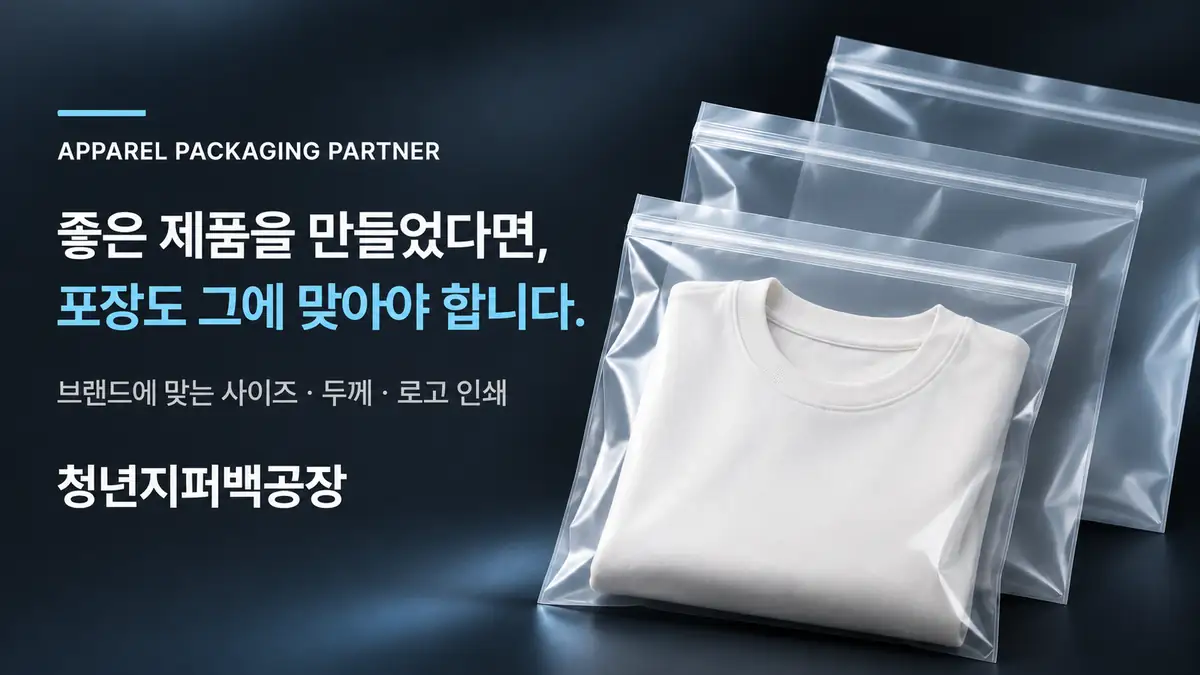 APPAREL PACKAGING PARTNER
좋은 제품을 만들었다면,
포장도 그에 맞아야 합니다.
브랜드에 맞는 사이즈 · 두께 · 로고 인쇄
청년지퍼백공장